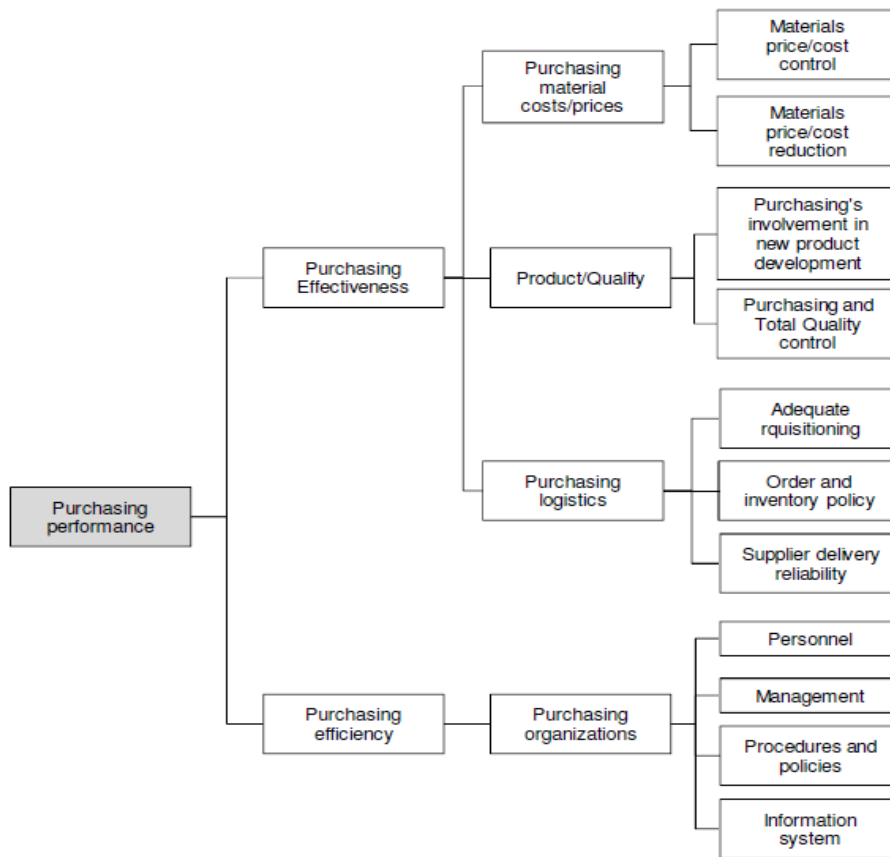 Materials
price/cost
control
Purchasing
material
costs/prices
Materials
price/cost
reduction
Purchasing's
involvement in
new product
development
Purchasing
Effectiveness
Product/Quality
Purchasing and
Total Quality
control
Adequate
rquisitioning
Purchasing
logistics
Order and
inventory policy
Purchasing
performance
Supplier delivery
reliability
Personnel
Management
Purchasing
efficiency
Purchasing
organizations
Procedures and
policies
Information
system